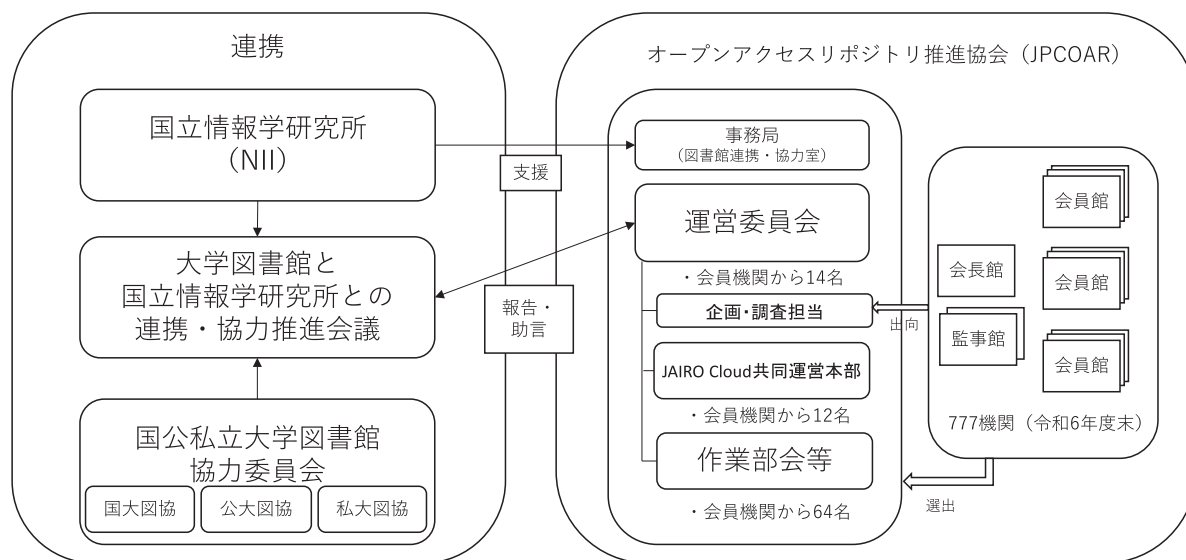 連携
国立情報学研究所
(NII)
大学図書館と
国立情報学研究所との
連携・協力推進会議
国公私立大学図書館
協力委員会
国大図協
公大図協
私大図協
支援
報告・
助言
オープンアクセスリポジトリ推進協会（JPCOAR）
事務局
（図書館連携・協力室）
運営委員会
・会員機関から14名
企画・調査担当
JAIRO Cloud共同運営本部
・会員機関から12名
作業部会等
・会員機関から64名
出向
選出
会長館
監事館
会員館
会員館
会員館
777機関（令和6年度末）